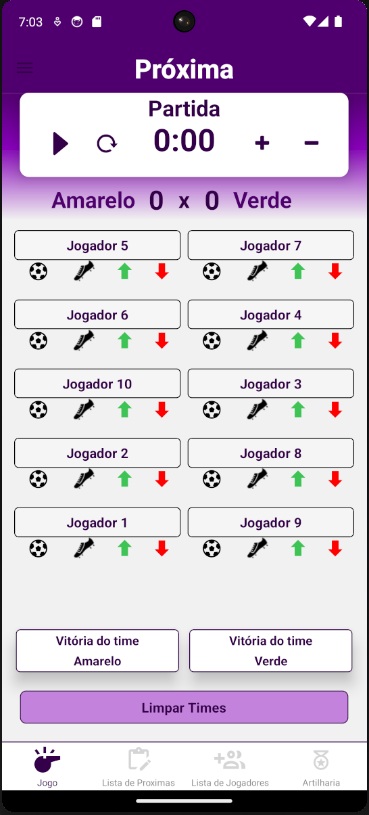 7:03
Próxima
Partida
0:00
Amarelo 0 x 0 Verde
Jogador 5 Jogador 7
Jogador 6 Jogador 4
Jogador 10 Jogador 3
Jogador 2 Jogador 8
Jogador 1 Jogador 9
Vitória do time
Amarelo
Vitória do time
Verde
Limpar Times
Jogo Lista de Proximas Lista de Jogadores Artilharia